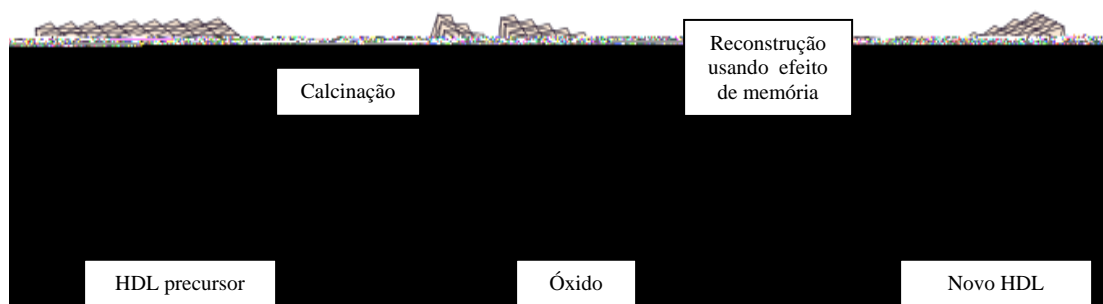 Reconstrução
usando efeito
de memória
Calcinação
HDL precursor
Óxido
Novo HDL